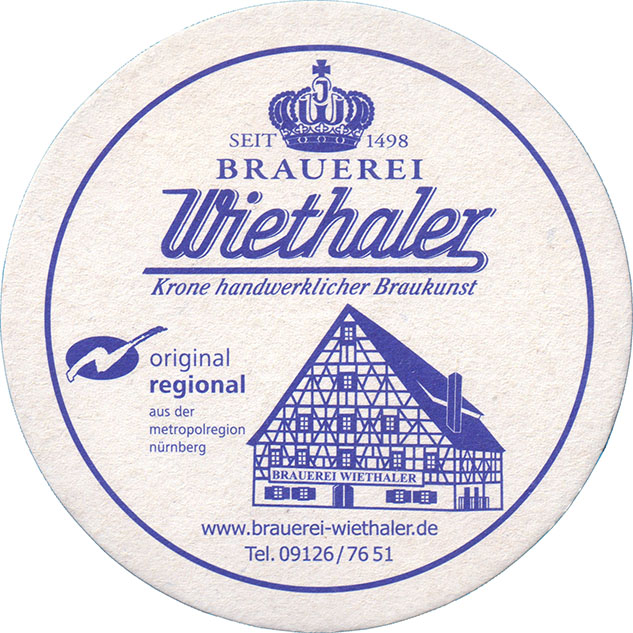 JW
SEIT 1498
BRAUEREI
Wiethaler
Krone handwerklicher Braukunst
original
regional
aus der
metropolregion
nürnberg
BRAUEREI WIETHALER
www.brauerei-wiethaler.de
Tel. 09126/76 51